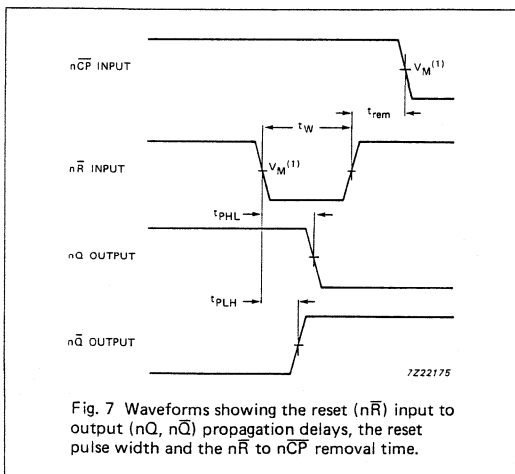 nC̅P̅ INPUT
VM(1)
trem
tW
nR̅ INPUT
VM(1)
tPHL
nQ OUTPUT
tPLH
nQ̅ OUTPUT
7Z22175
Fig. 7 Waveforms showing the reset (nR̅) input to
output (nQ, nQ̅) propagation delays, the reset
pulse width and the nR̅ to nC̅P̅ removal time.